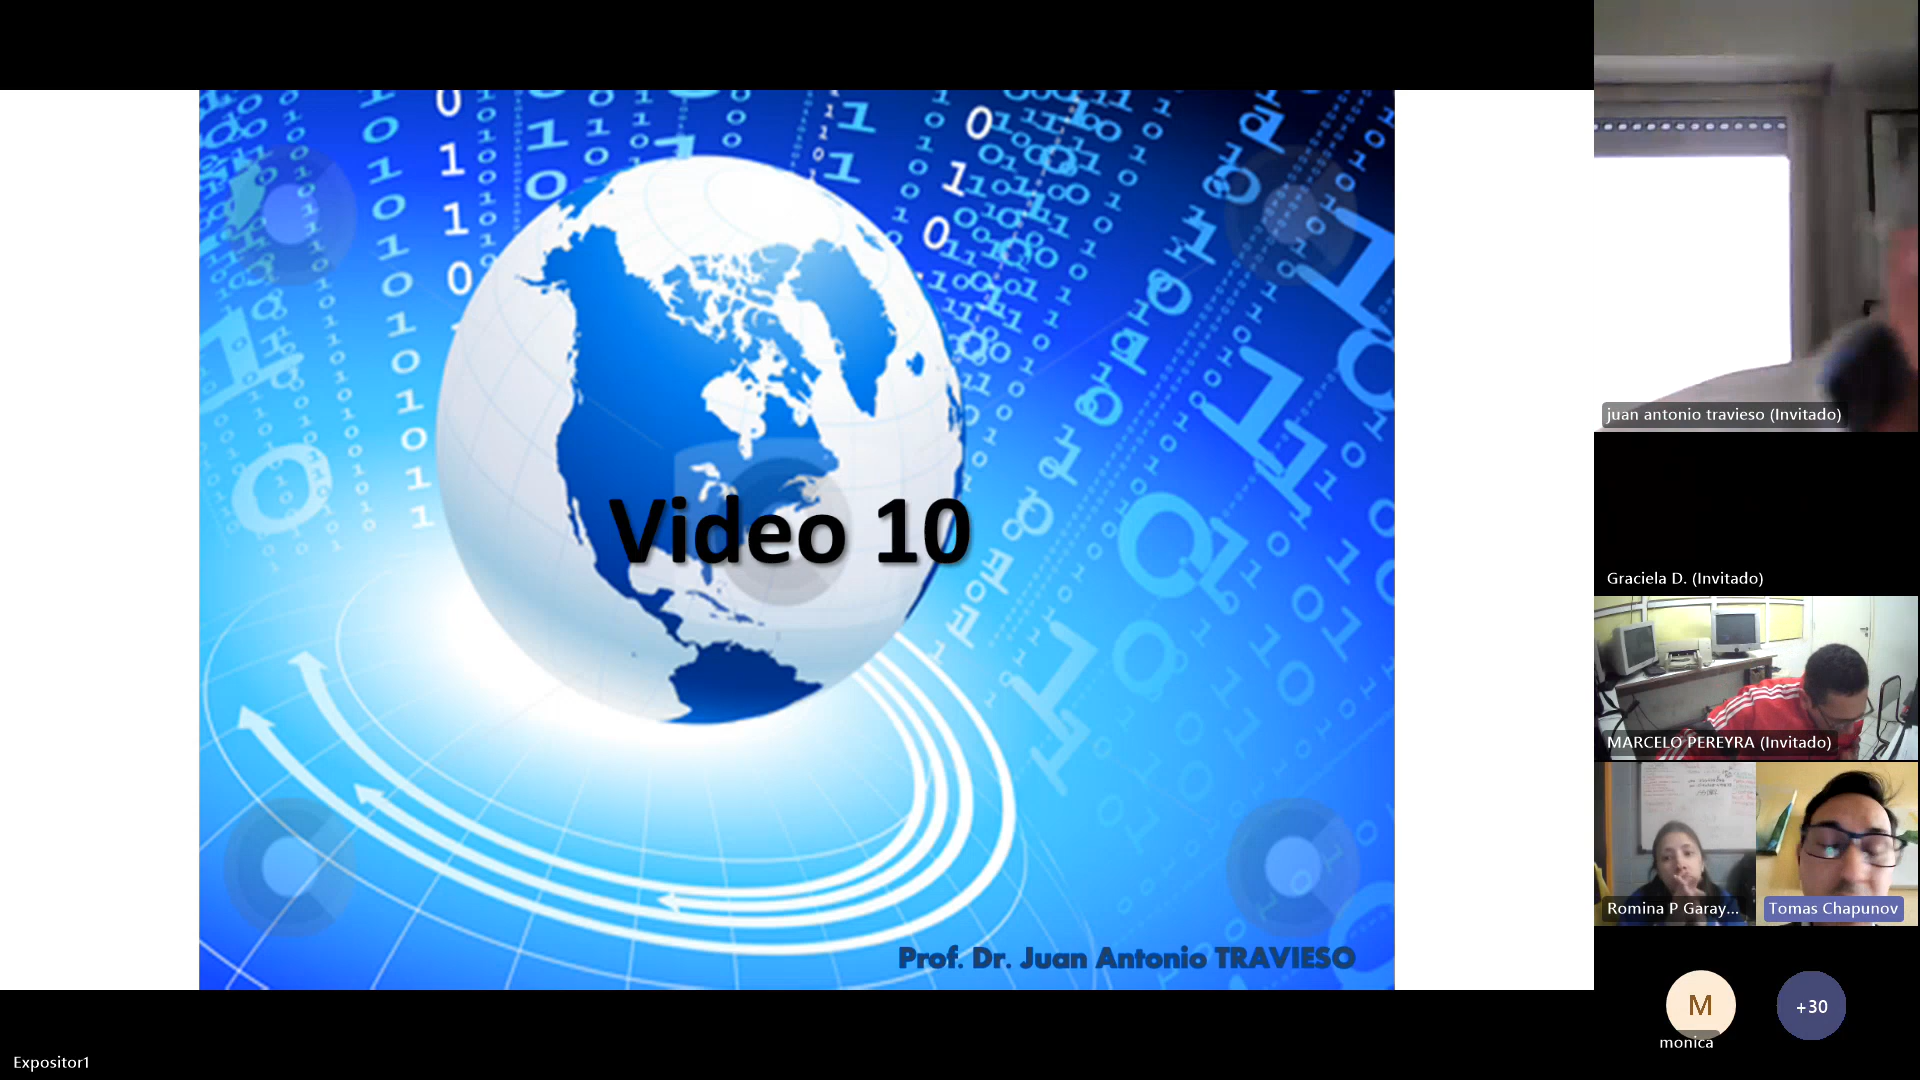 Video 10
Prof. Dr. Juan Antonio TRAVIESO
juan antonio travieso (Invitado)
Graciela D. (Invitado)
MARCELO PEREYRA (Invitado)
Romina P Garay...
Tomas Chapunov
M
+30
monica
Expositor1